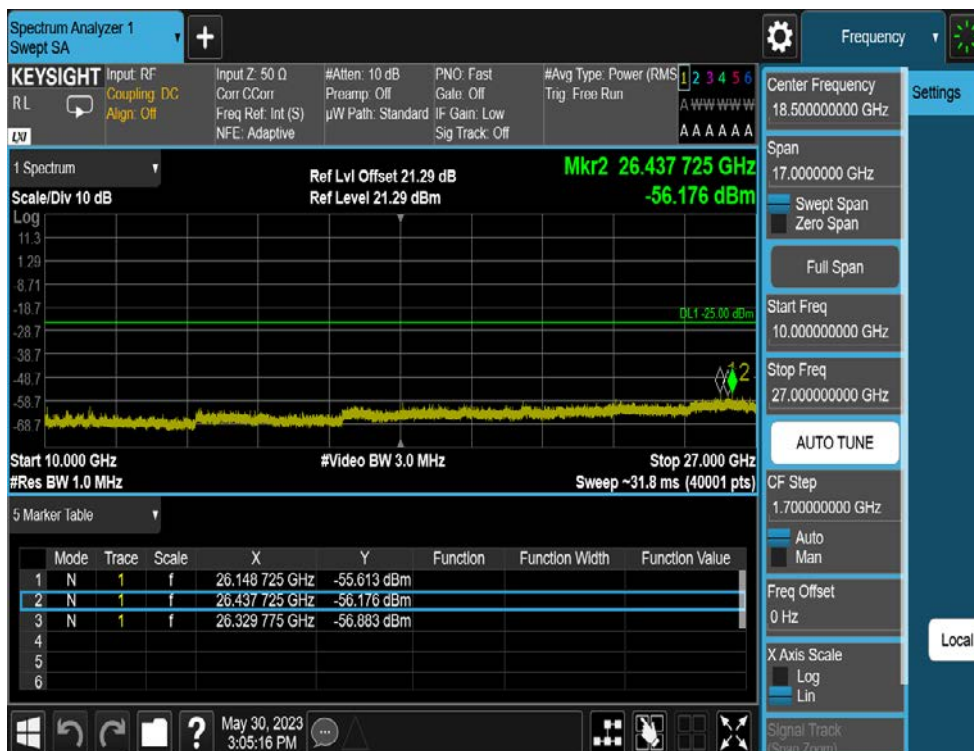 Spectrum Analyzer 1
Swept SA
+
Frequency
KEYSIGHT
RL
LXI
Input: RF
Coupling: DC
Align: Off
Input Z: 50 Ω
Corr CCorr
Freq Ref: Int (S)
NFE: Adaptive
#Atten: 10 dB
Preamp: Off
µW Path: Standard
PNO: Fast
Gate: Off
IF Gain: Low
Sig Track: Off
#Avg Type: Power (RMS
Trig: Free Run
1 2 3 4 5 6
A W W W W W
A A A A A A
Center Frequency
18.500000000 GHz
Settings
Span
17.0000000 GHz
Swept Span
Zero Span
Full Span
Start Freq
10.000000000 GHz
Stop Freq
27.000000000 GHz
AUTO TUNE
CF Step
1.700000000 GHz
Auto
Man
Freq Offset
0 Hz
X Axis Scale
Log
Lin
Signal Track
(Span Zoom)
Local
1 Spectrum
Scale/Div 10 dB
Log
Ref Lvl Offset 21.29 dB
Ref Level 21.29 dBm
Mkr2 26.437 725 GHz
-56.176 dBm
11.3
1.29
-8.71
-18.7
-28.7
-38.7
-48.7
-58.7
-68.7
DL1 -25.00 dBm
12
Start 10.000 GHz
#Res BW 1.0 MHz
#Video BW 3.0 MHz
Stop 27.000 GHz
Sweep ~31.8 ms (40001 pts)
5 Marker Table
Mode Trace Scale X Y Function Function Width Function Value
1 N 1 f 26.148 725 GHz -55.613 dBm
2 N 1 f 26.437 725 GHz -56.176 dBm
3 N 1 f 26.329 775 GHz -56.883 dBm
4
5
6
?
May 30, 2023
3:05:16 PM